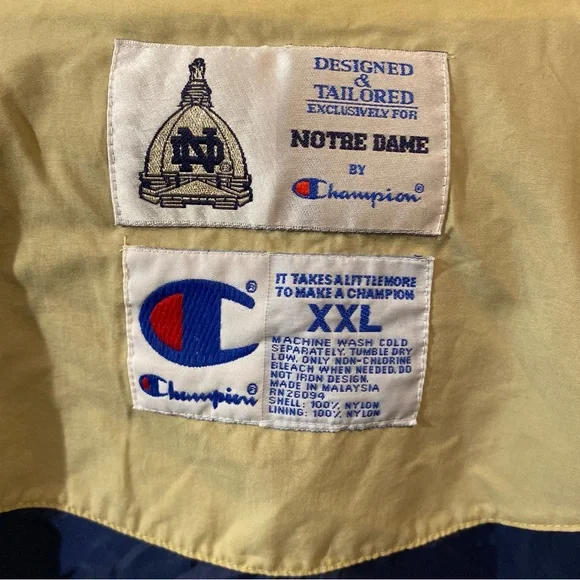 DESIGNED
&
TAILORED
EXCLUSIVELY FOR
ND
NOTRE DAME
BY
Champion®
IT TAKES A LITTLE MORE
TO MAKE A CHAMPION
XXL
MACHINE WASH COLD
SEPARATELY. TUMBLE DRY
LOW. ONLY NON-CHLORINE
BLEACH WHEN NEEDED. DO
NOT IRON DESIGN.
MADE IN MALAYSIA
RN26094
SHELL: 100% NYLON
LINING: 100% NYLON
Champion®